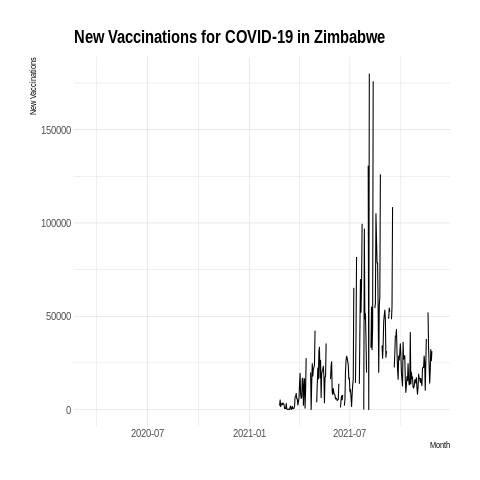 New Vaccinations for COVID-19 in Zimbabwe
New Vaccinations
150000
100000
50000
0
2020-07 2021-01 2021-07
Month